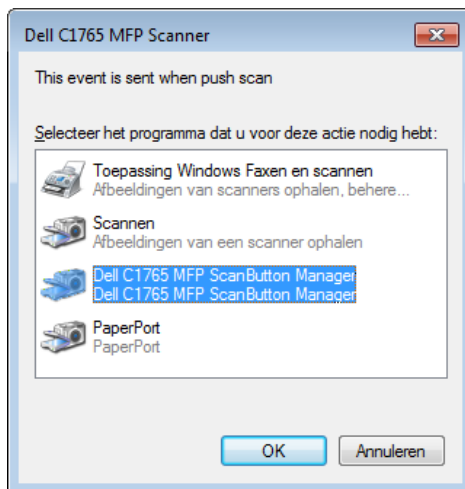 Dell C1765 MFP Scanner
This event is sent when push scan
Selecteer het programma dat u voor deze actie nodig hebt:
Toepassing Windows Faxen en scannen
Afbeeldingen van scanners ophalen, behere...
Scannen
Afbeeldingen van een scanner ophalen
Dell C1765 MFP ScanButton Manager
Dell C1765 MFP ScanButton Manager
PaperPort
PaperPort
OK
Annuleren